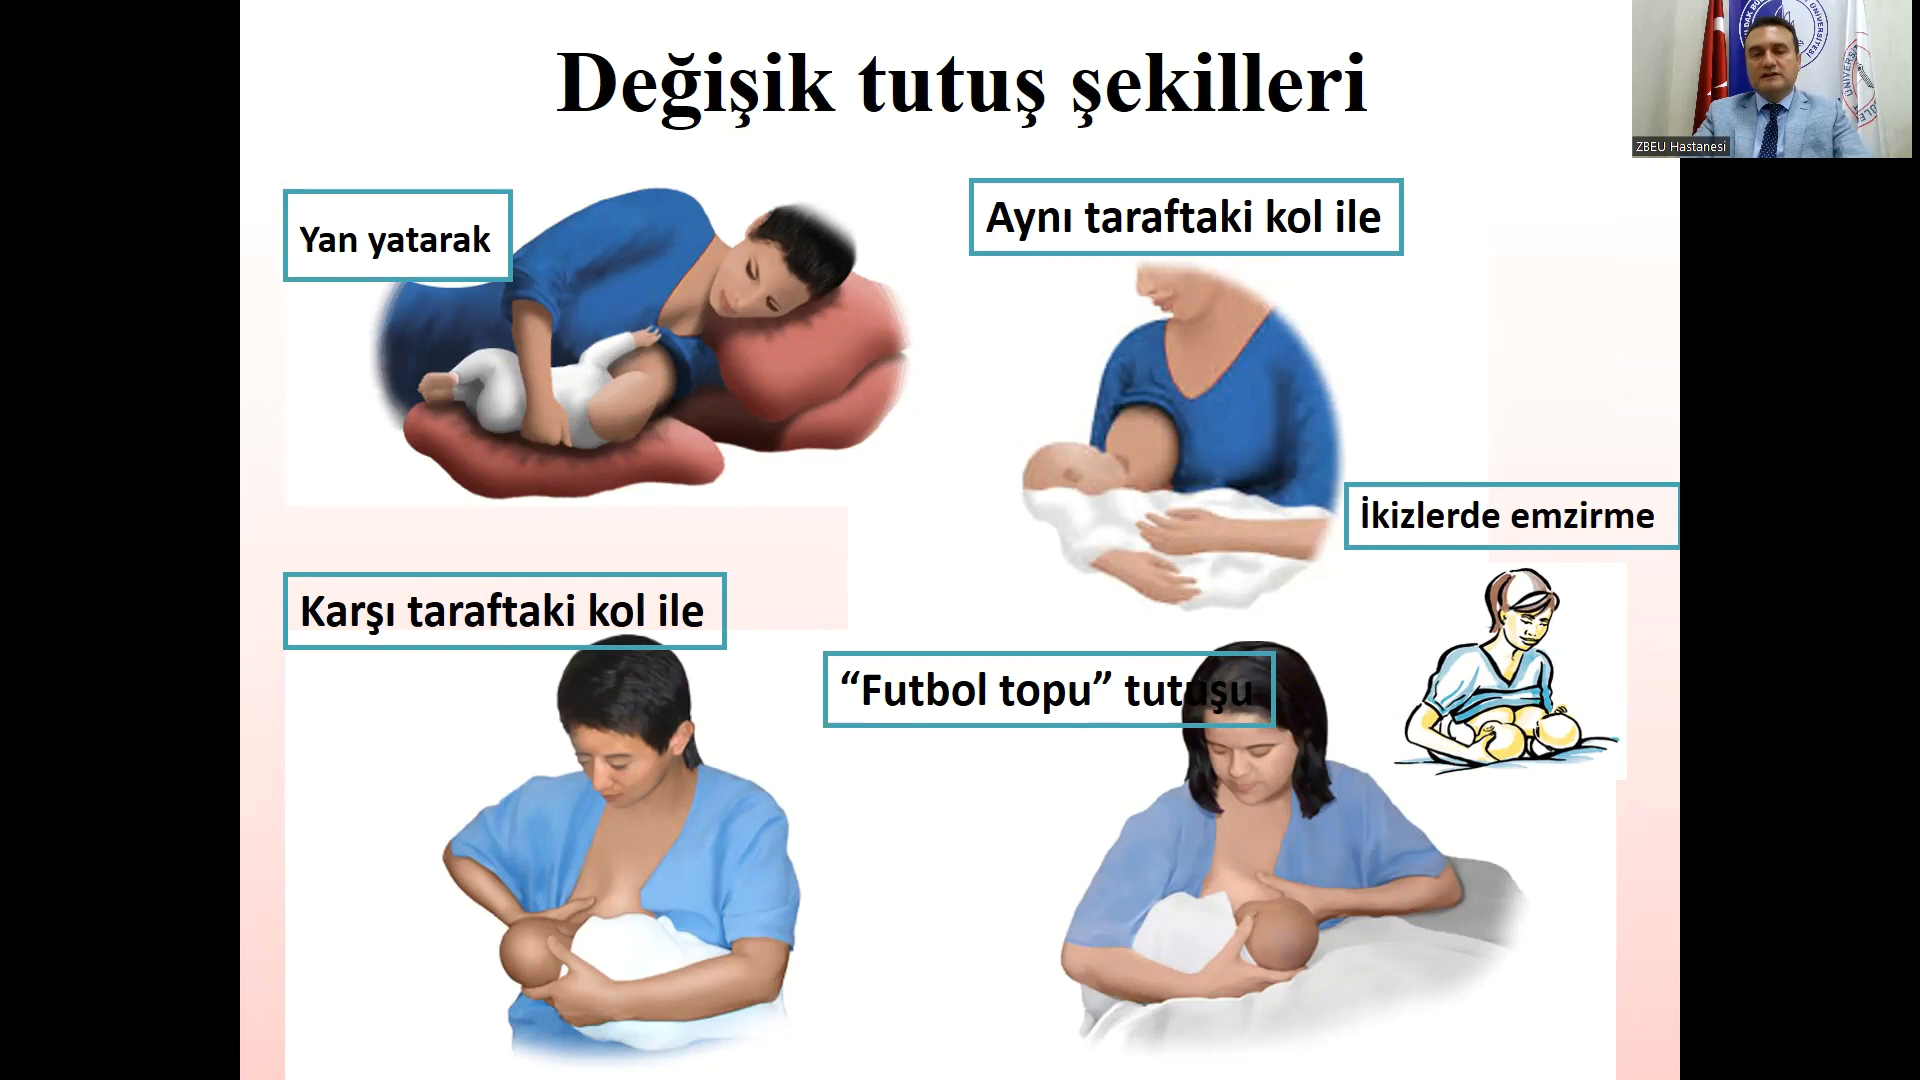 Değişik tutuş şekilleri
ZBEU Hastanesi
Yan yatarak
Aynı taraftaki kol ile
İkizlerde emzirme
Karşı taraftaki kol ile
“Futbol topu” tutuşu